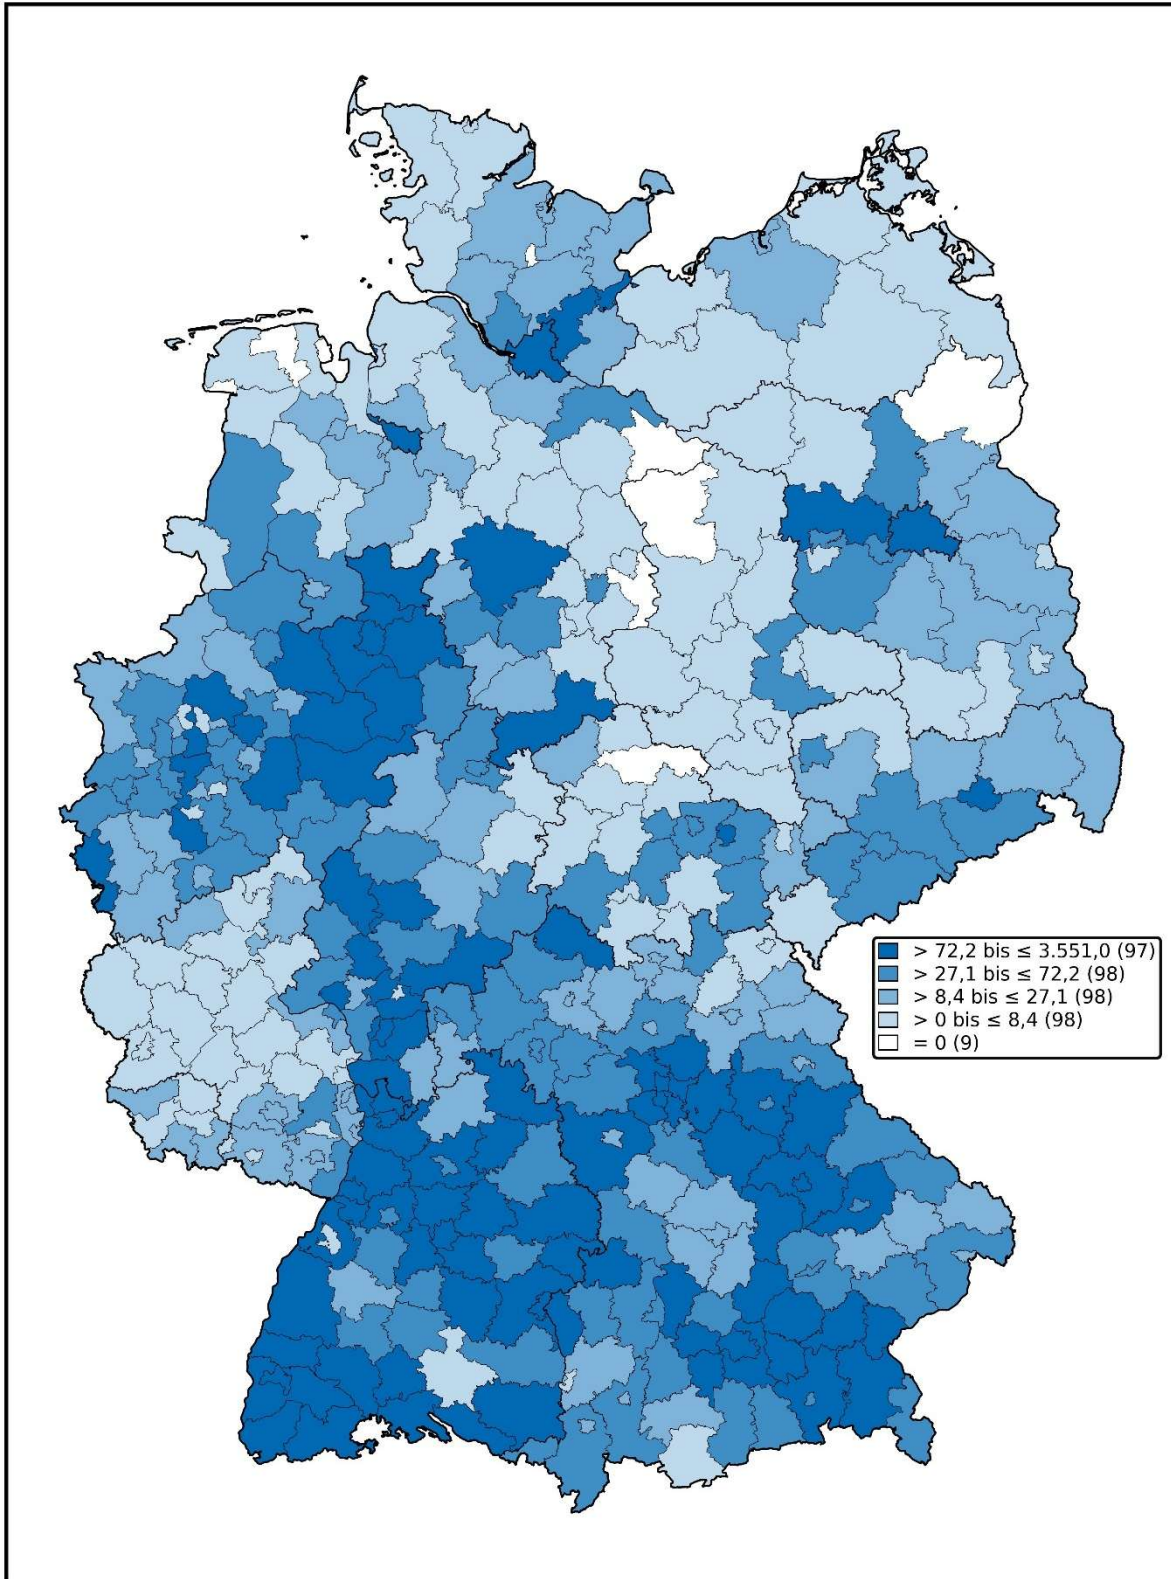 > 72,2 bis ≤ 3.551,0 (97)
> 27,1 bis ≤ 72,2 (98)
> 8,4 bis ≤ 27,1 (98)
> 0 bis ≤ 8,4 (98)
= 0 (9)